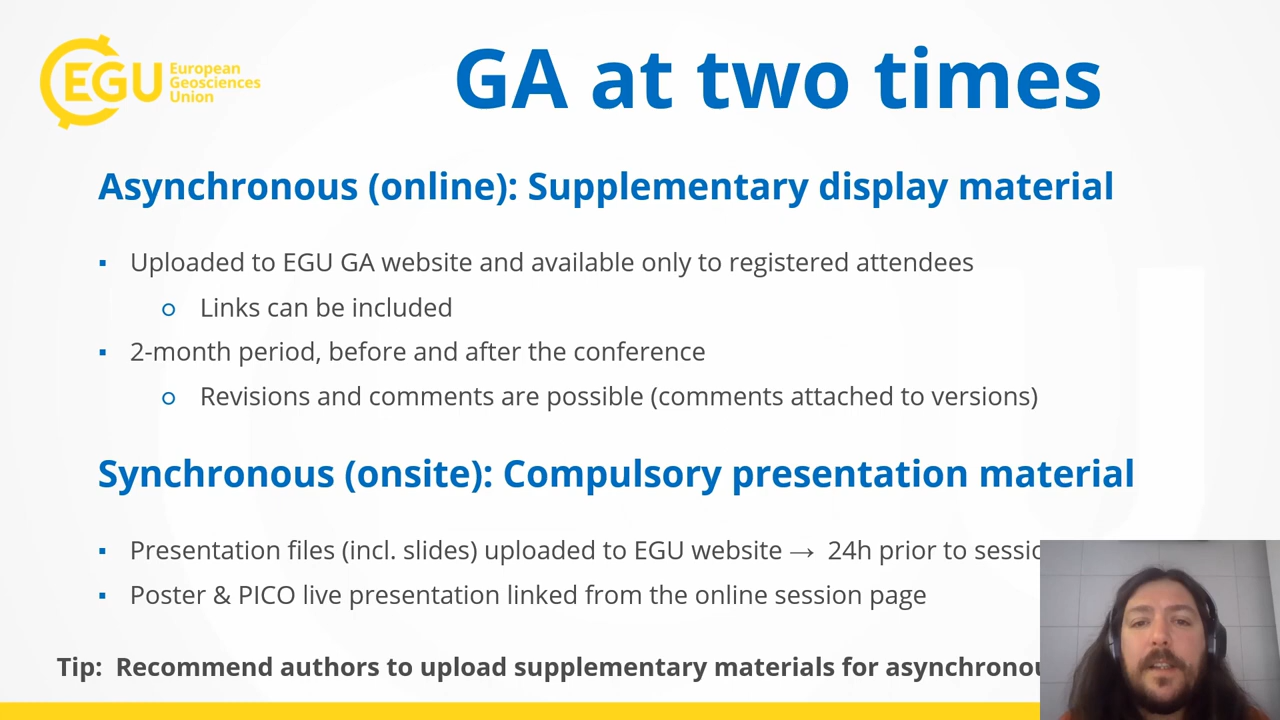 EGU
European
Geosciences
Union
GA at two times
Asynchronous (online): Supplementary display material
▪ Uploaded to EGU GA website and available only to registered attendees
o Links can be included
▪ 2-month period, before and after the conference
o Revisions and comments are possible (comments attached to versions)
Synchronous (onsite): Compulsory presentation material
▪ Presentation files (incl. slides) uploaded to EGU website → 24h prior to
▪ Poster & PICO live presentation linked from the online session page
Tip: Recommend authors to upload supplementary materials for